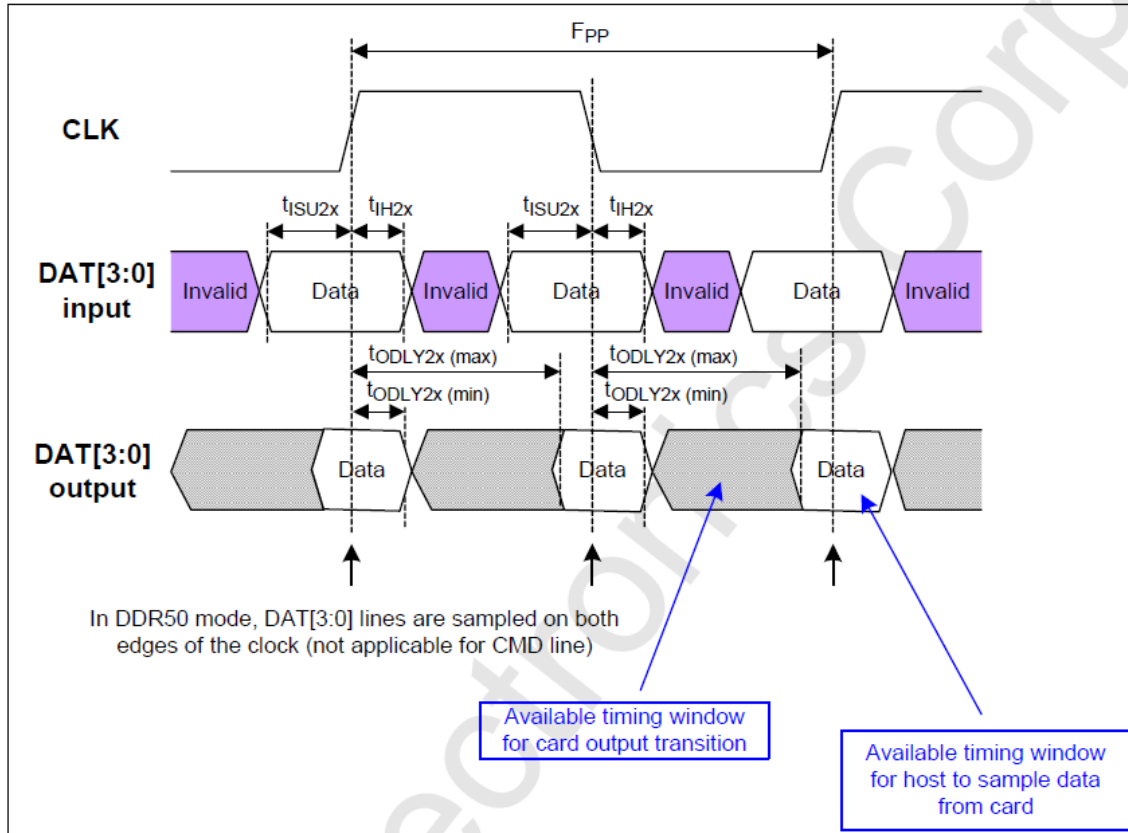 FPP
CLK
tISU2x tIH2x tISU2x tIH2x
DAT[3:0]
input
Invalid Data Invalid Data Invalid Data Invalid
tODLY2x (max) tODLY2x (max)
tODLY2x (min) tODLY2x (min)
DAT[3:0]
output
Data Data Data
In DDR50 mode, DAT[3:0] lines are sampled on both
edges of the clock (not applicable for CMD line)
Available timing window
for card output transition
Available timing window
for host to sample data
from card
ectronics Corp